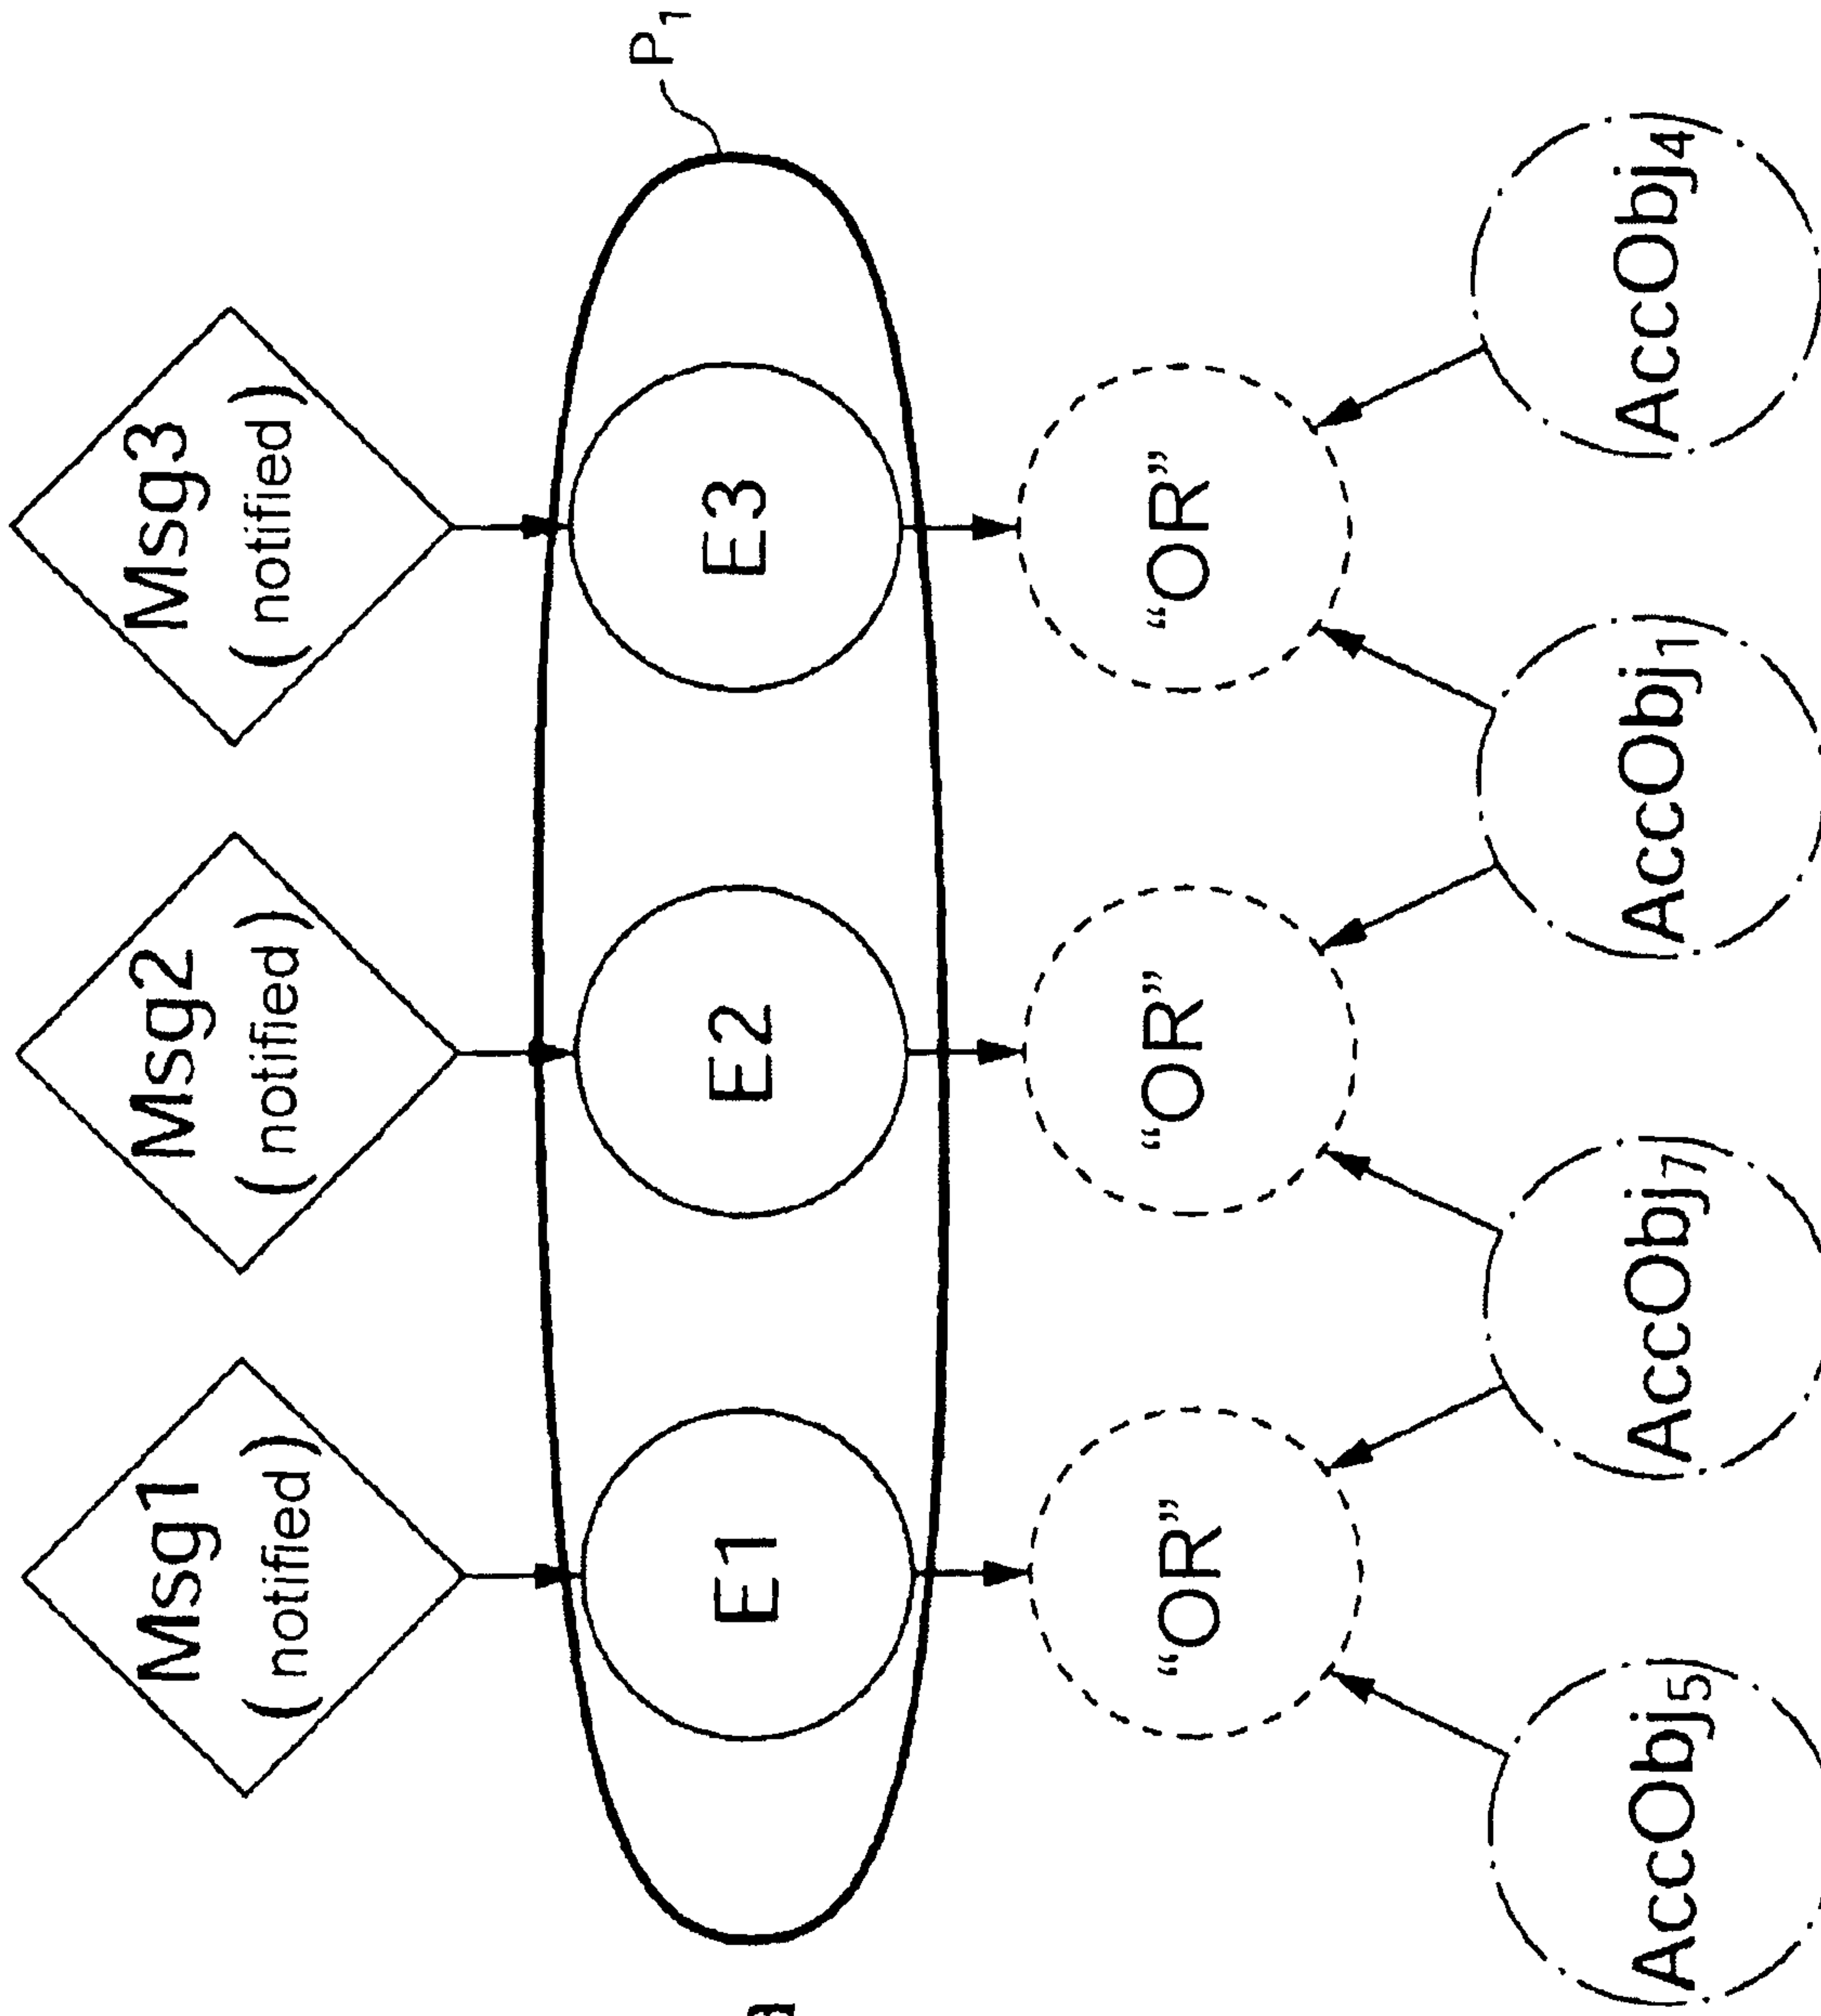 Msg1
( notified )
Msg2
( notified )
Msg3
( notified )
P1
E1
E2
E3
“OR”
“OR”
“OR”
AccObj5
AccObj7
AccObj1
AccObj4